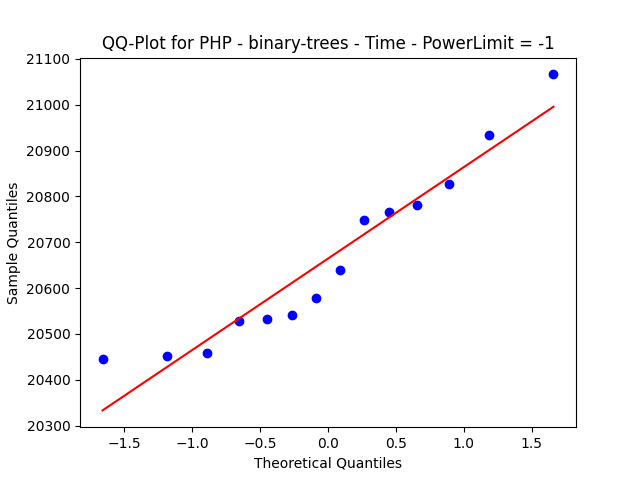 QQ-Plot for PHP - binary-trees - Time - PowerLimit = -1
21100
21000
20900
20800
20700
20600
20500
20400
20300
Sample Quantiles
−1.5 −1.0 −0.5 0.0 0.5 1.0 1.5
Theoretical Quantiles